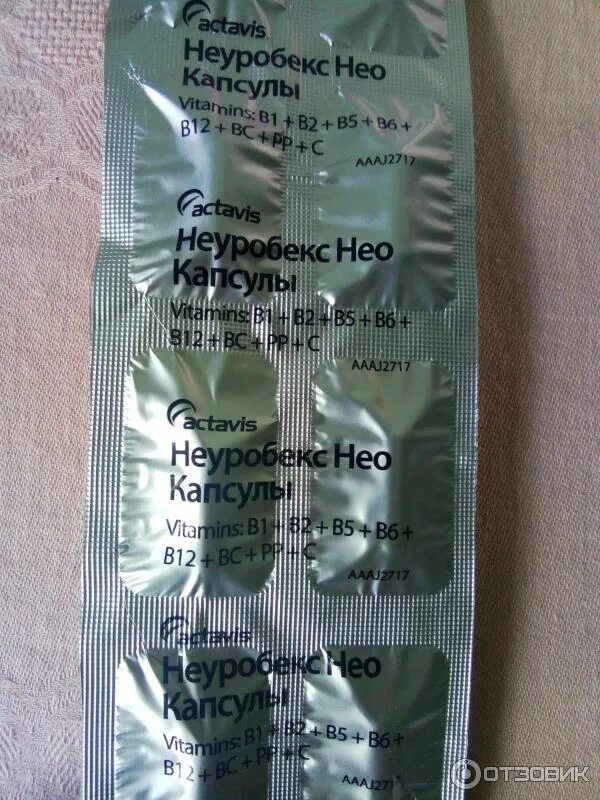 actavis
Неуробекс Нео
Капсулы
Vitamins: B1 + B2 + B5 + B6 +
B12 + BC + PP + C
AAAJ2717
actavis
Неуробекс Нео
Капсулы
Vitamins: B1 + B2 + B5 + B6 +
B12 + BC + PP + C
AAAJ2717
actavis
Неуробекс Нео
Капсулы
Vitamins: B1 + B2 + B5 + B6 +
B12 + BC + PP + C
AAAJ2717
actavis
Неуробекс Нео
Капсулы
Vitamins: B1 + B2 + B5 + B6 +
B12 + BC + PP + C
AAAJ2717
ОТЗОВИК